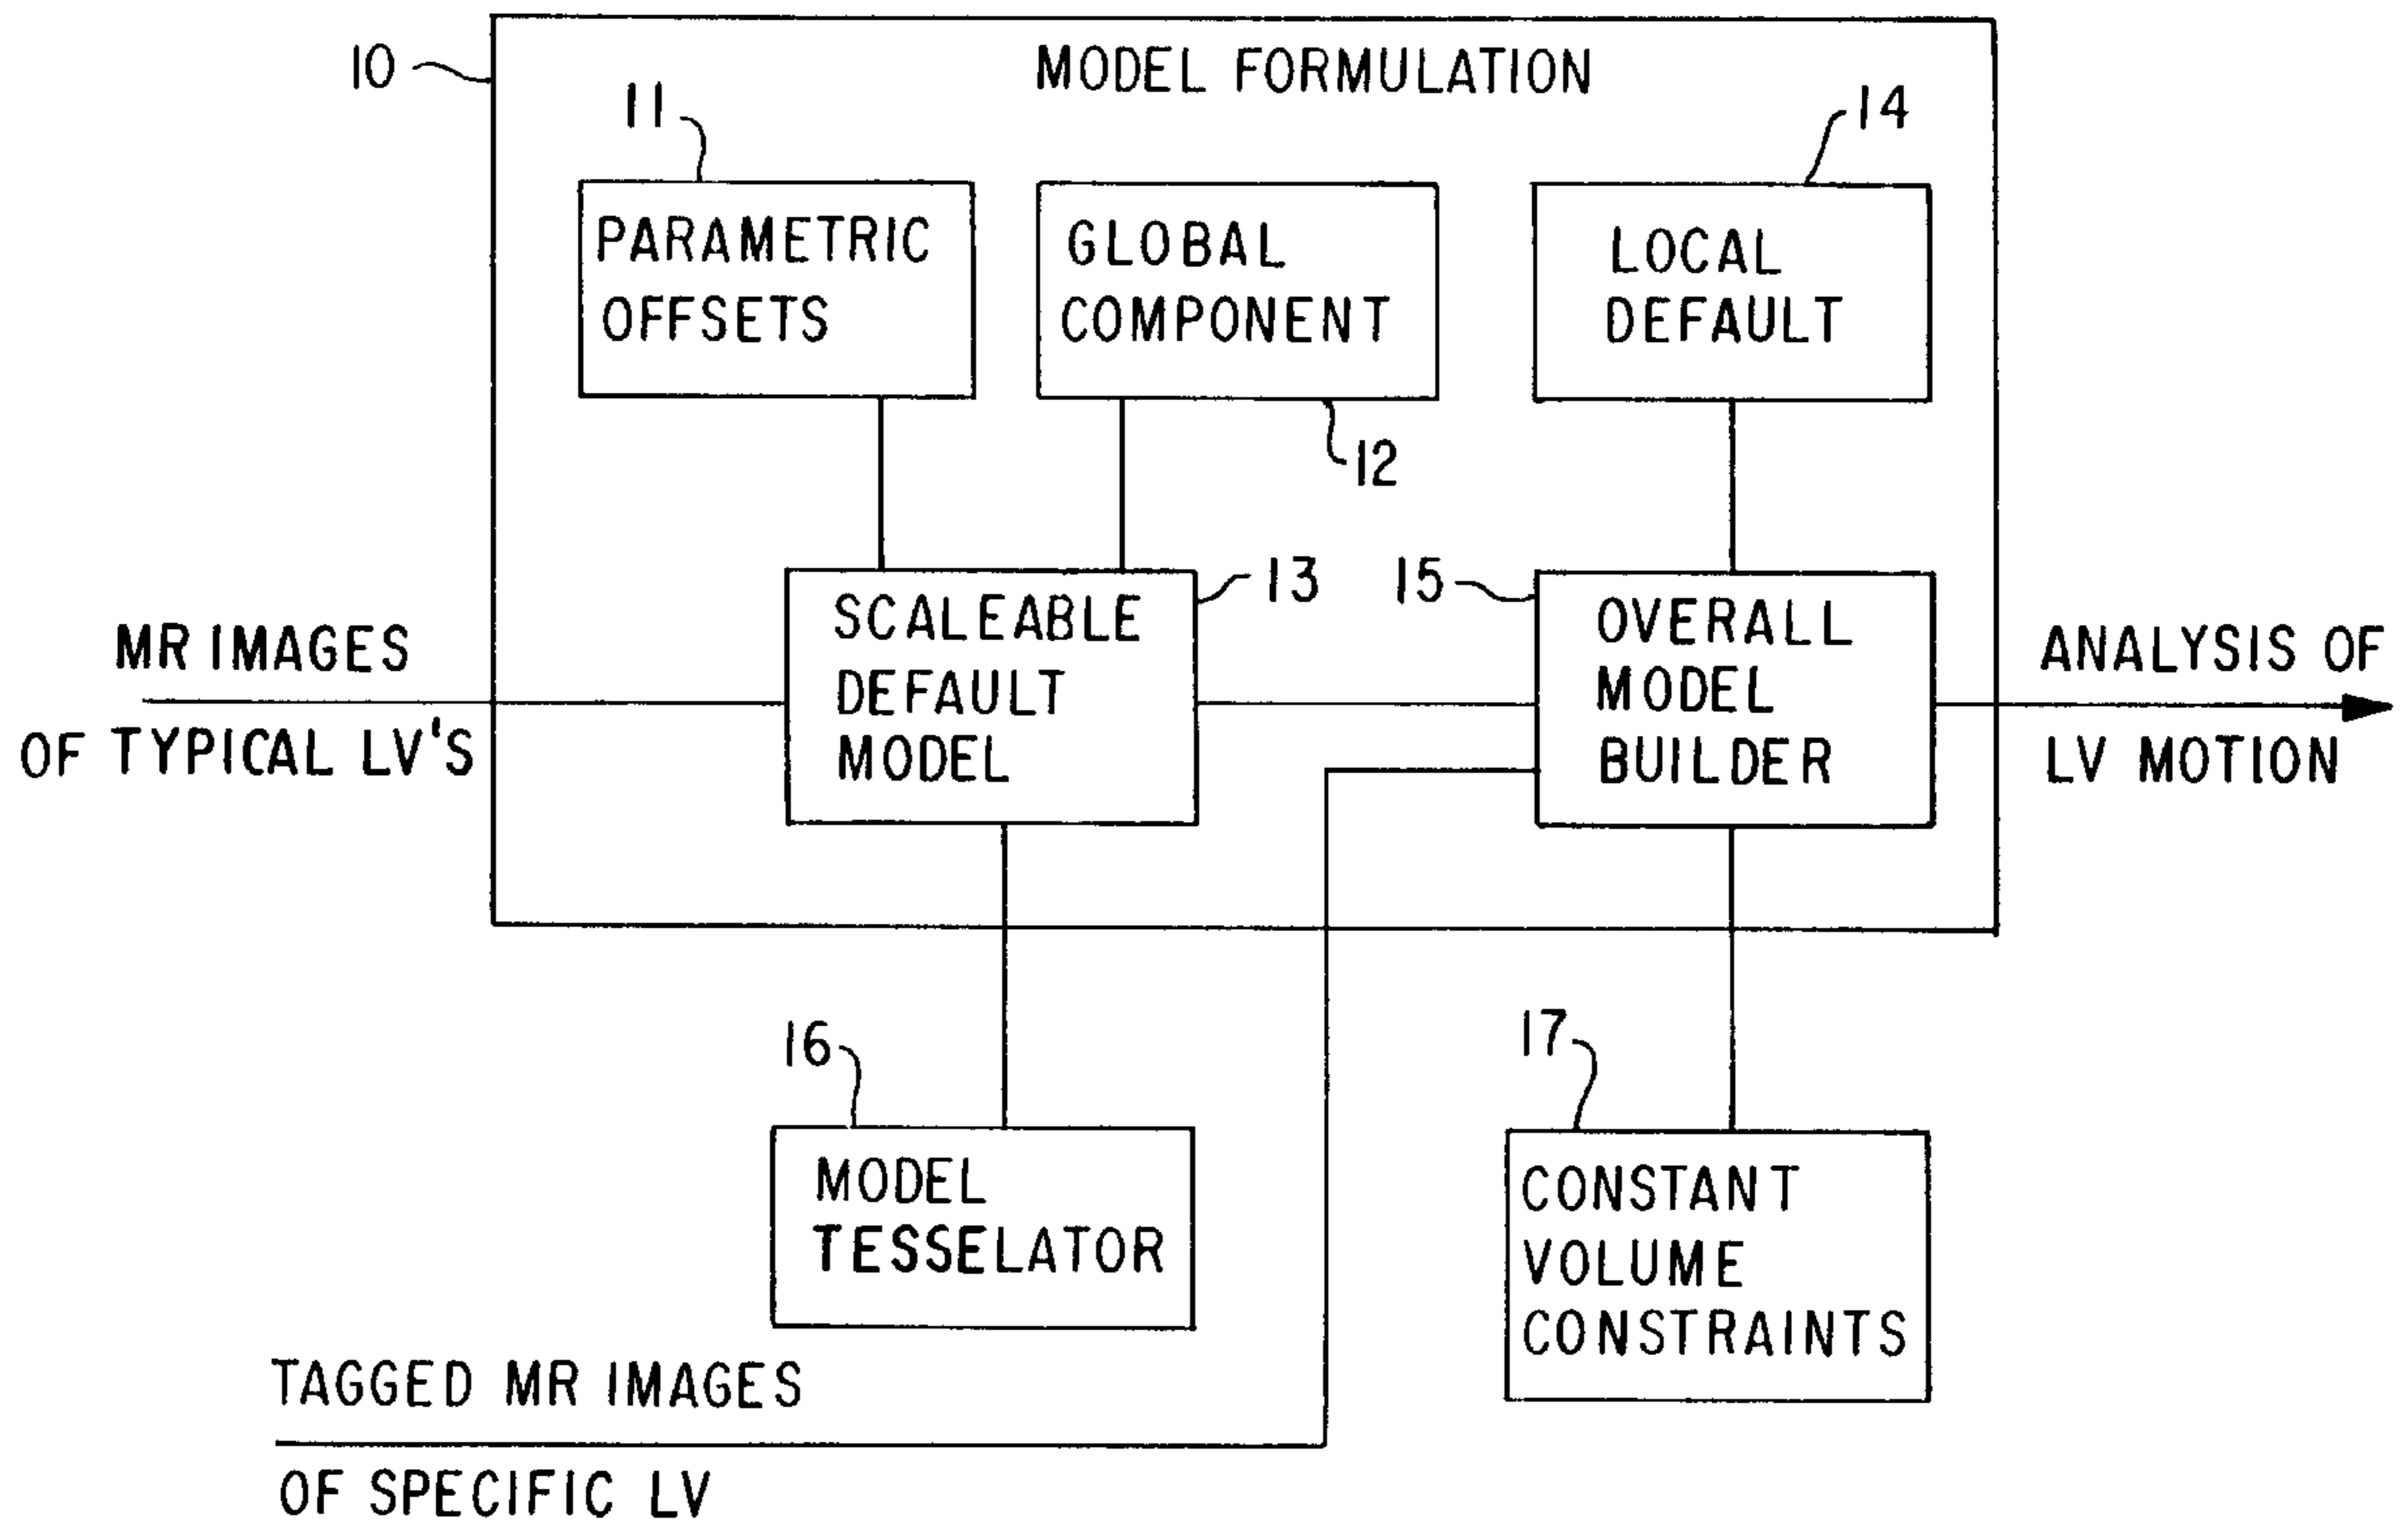 10
MODEL FORMULATION
11
14
PARAMETRIC
OFFSETS
GLOBAL
COMPONENT
12
LOCAL
DEFAULT
MR IMAGES
OF TYPICAL LV'S
SCALEABLE
DEFAULT
MODEL
13
15
OVERALL
MODEL
BUILDER
ANALYSIS OF
LV MOTION
16
MODEL
TESSELATOR
17
CONSTANT
VOLUME
CONSTRAINTS
TAGGED MR IMAGES
OF SPECIFIC LV